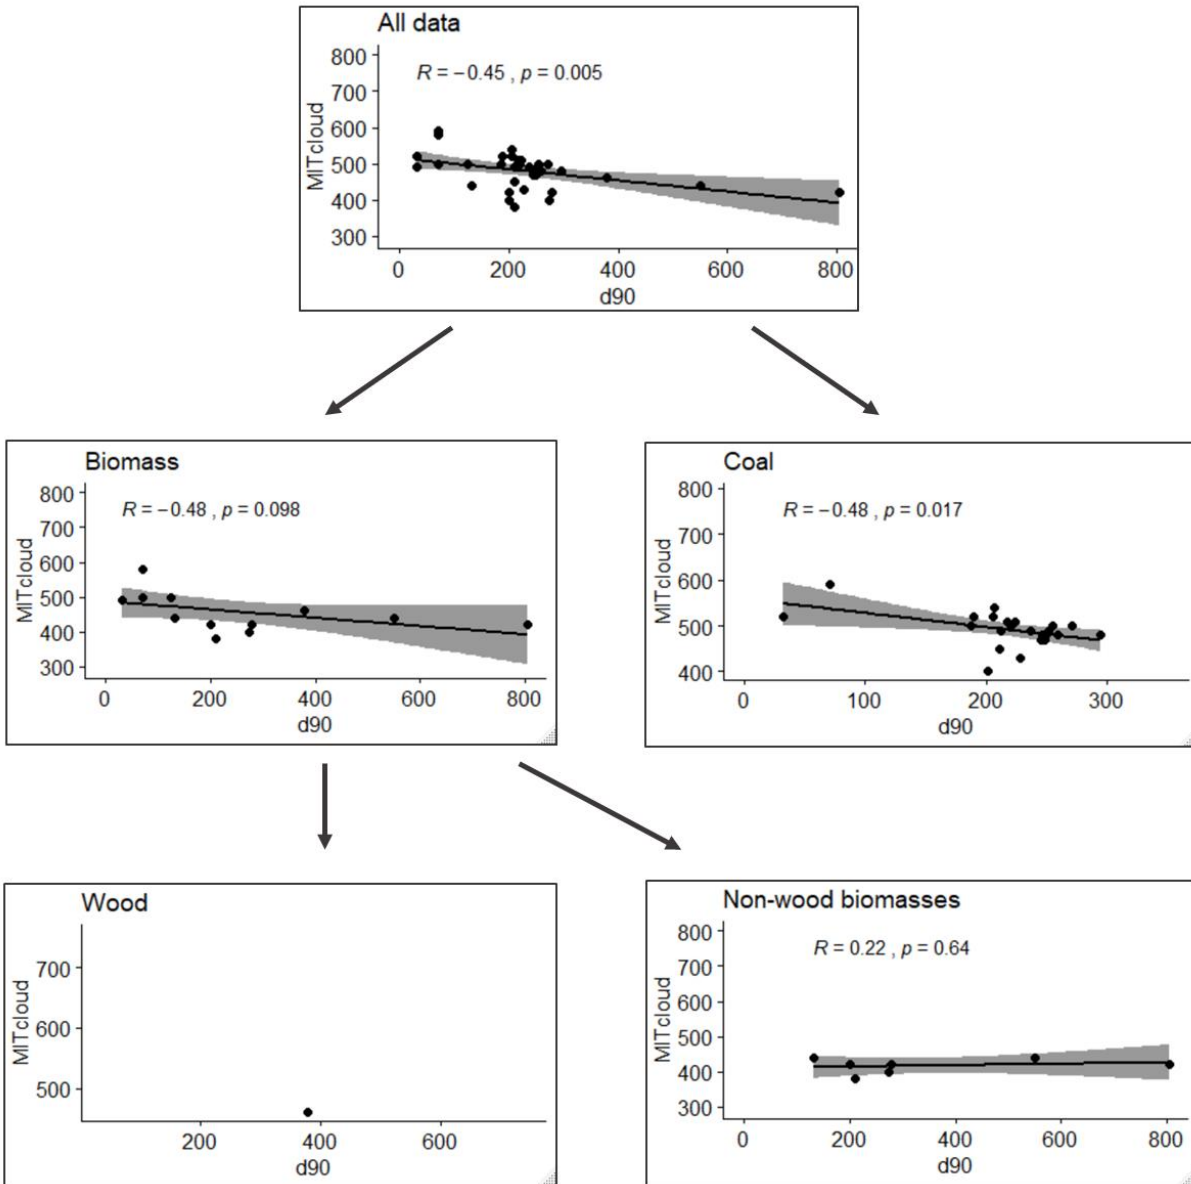 All data
R = −0.45 , p = 0.005
800
700
600
500
400
300
MITcloud
0 200 400 600 800
d90
Biomass
R = −0.48 , p = 0.098
800
700
600
500
400
300
MITcloud
0 200 400 600 800
d90
Coal
R = −0.48 , p = 0.017
800
700
600
500
400
MITcloud
0 100 200 300
d90
Wood
700
600
500
MITcloud
200 400 600
d90
Non-wood biomasses
R = 0.22 , p = 0.64
800
700
600
500
400
300
MITcloud
0 200 400 600 800
d90